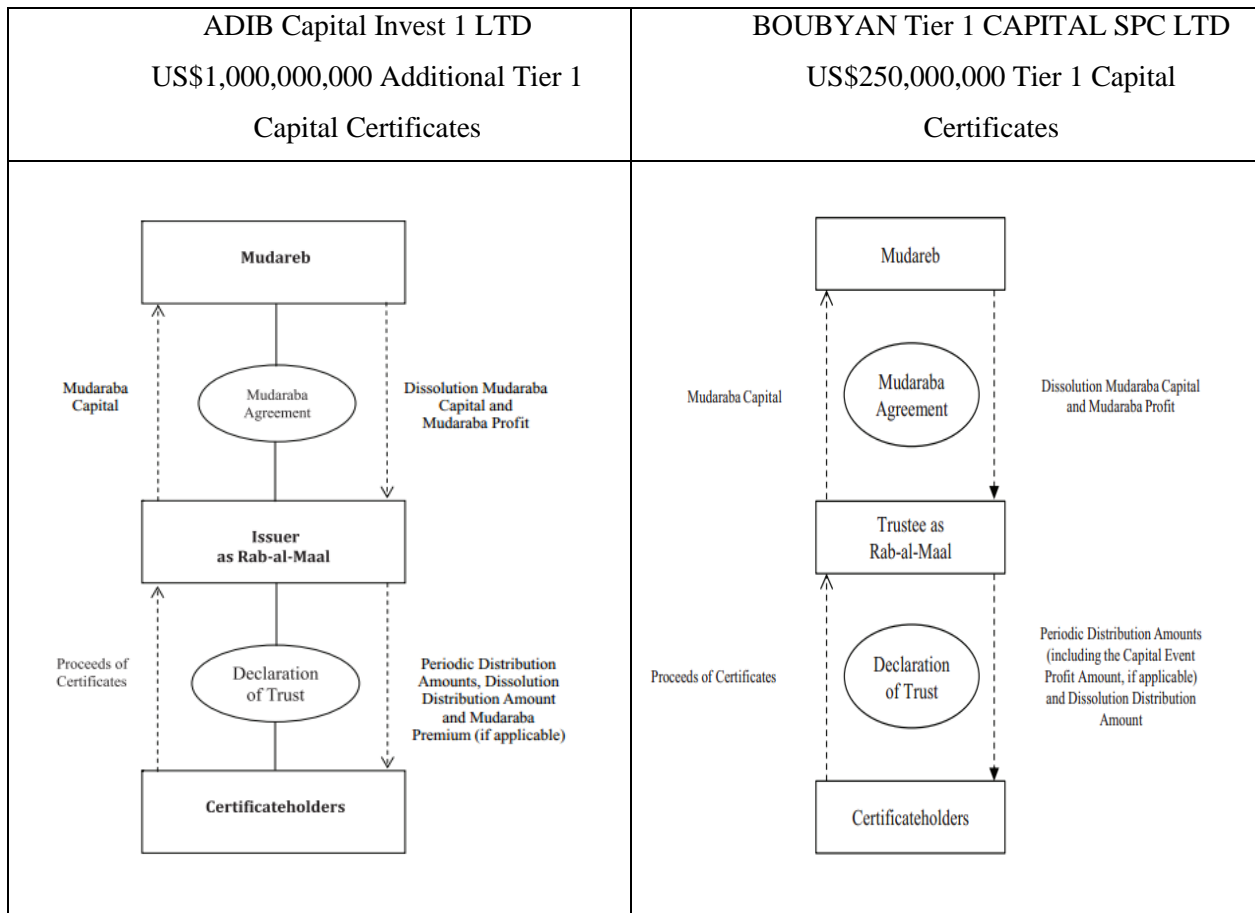 ADIB Capital Invest 1 LTD
US$1,000,000,000 Additional Tier 1
Capital Certificates
BOUBYAN Tier 1 CAPITAL SPC LTD
US$250,000,000 Tier 1 Capital
Certificates
Mudareb
Mudaraba
Capital
Mudaraba
Agreement
Dissolution Mudaraba
Capital and
Mudaraba Profit
Issuer
as Rab-al-Maal
Proceeds of
Certificates
Declaration
of Trust
Periodic Distribution
Amounts, Dissolution
Distribution Amount
and Mudaraba
Premium (if applicable)
Certificateholders
Mudareb
Mudaraba Capital
Mudaraba
Agreement
Dissolution Mudaraba Capital
and Mudaraba Profit
Trustee as
Rab-al-Maal
Proceeds of Certificates
Declaration
of Trust
Periodic Distribution Amounts
(including the Capital Event
Profit Amount, if applicable)
and Dissolution Distribution
Amount
Certificateholders